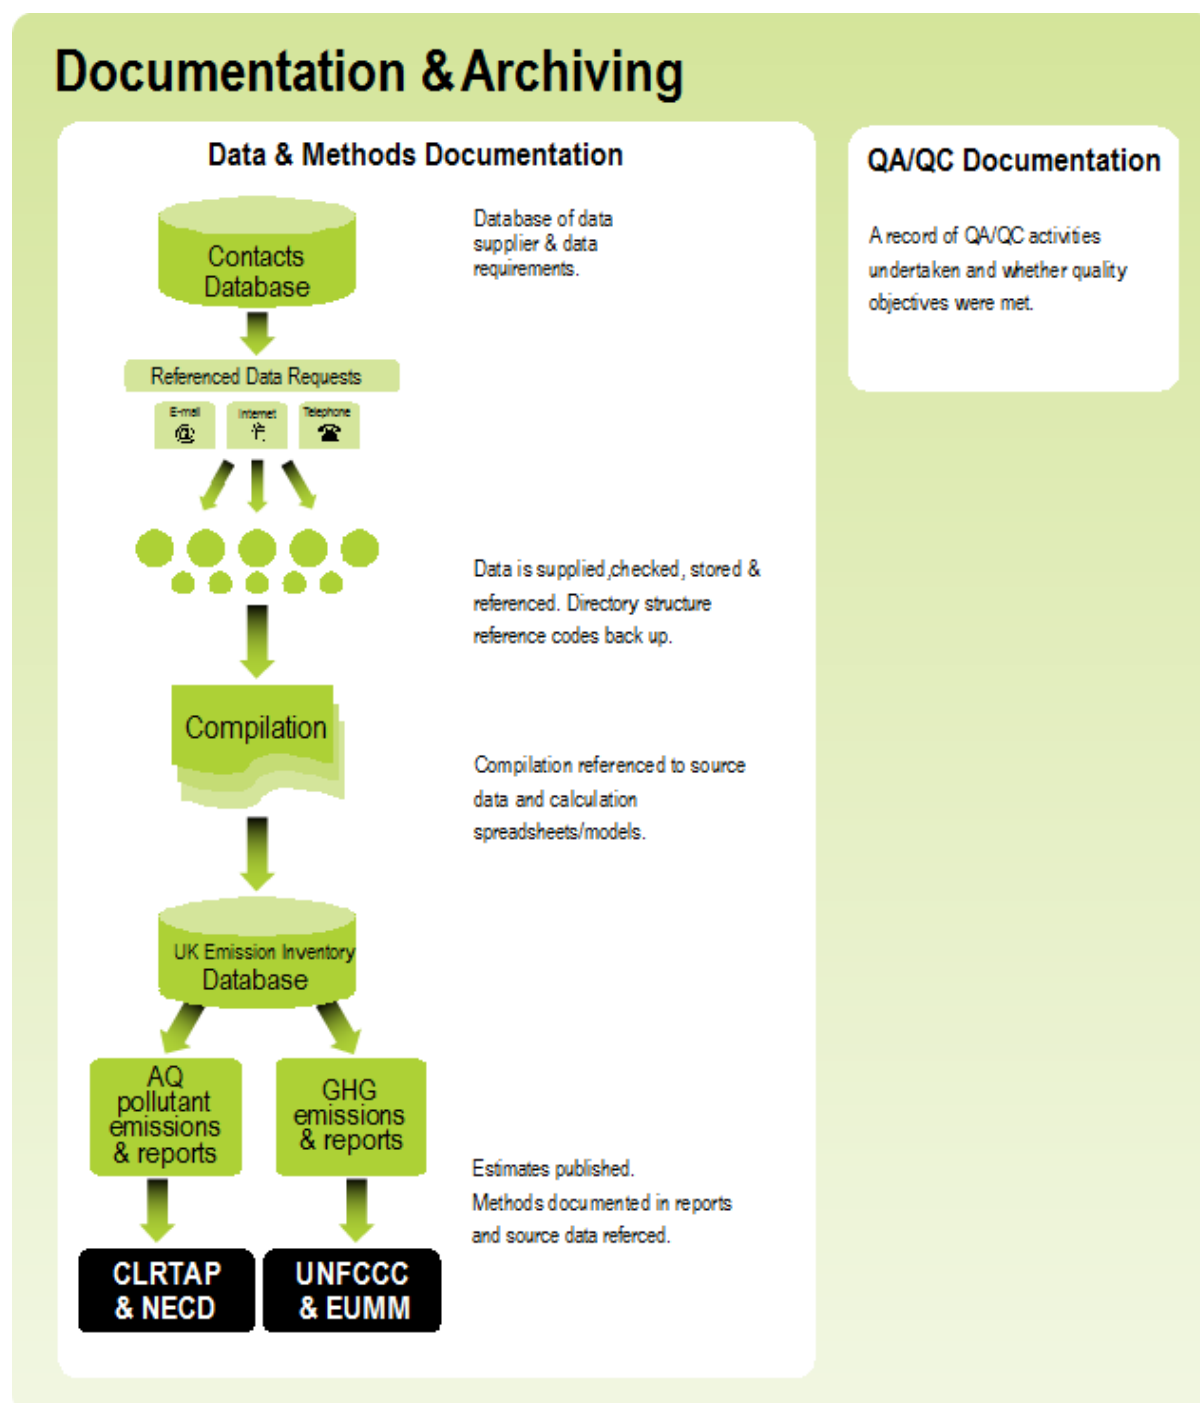 Documentation & Archiving
Data & Methods Documentation
Contacts
Database
Database of data
supplier & data
requirements.
Referenced Data Requests
E-mail
@
Internet
Telephone
Data is supplied,checked, stored &
referenced. Directory structure
reference codes back up.
Compilation
Compilation referenced to source
data and calculation
spreadsheets/models.
UK Emission Inventory
Database
AQ
pollutant
emissions
& reports
GHG
emissions
& reports
Estimates published.
Methods documented in reports
and source data referced.
CLRTAP
& NECD
UNFCCC
& EUMM
QA/QC Documentation
A record of QA/QC activities
undertaken and whether quality
objectives were met.